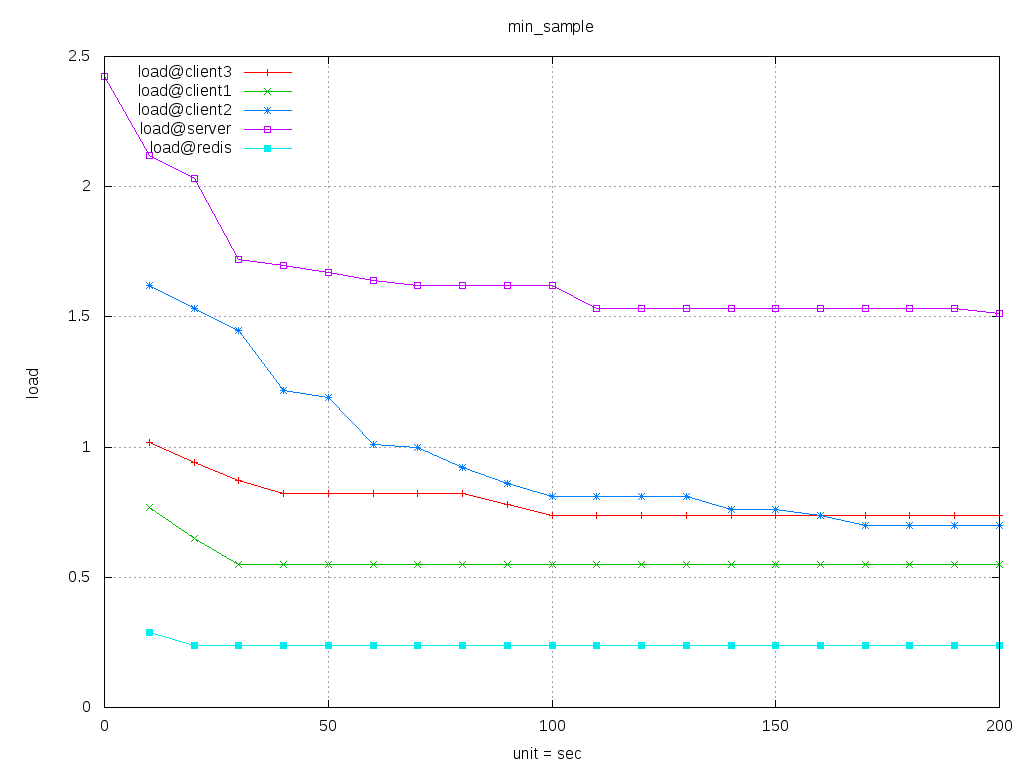 min_sample
2.5
2
1.5
1
0.5
0
load
load@client3
load@client1
load@client2
load@server
load@redis
0 50 100 150 200
unit = sec